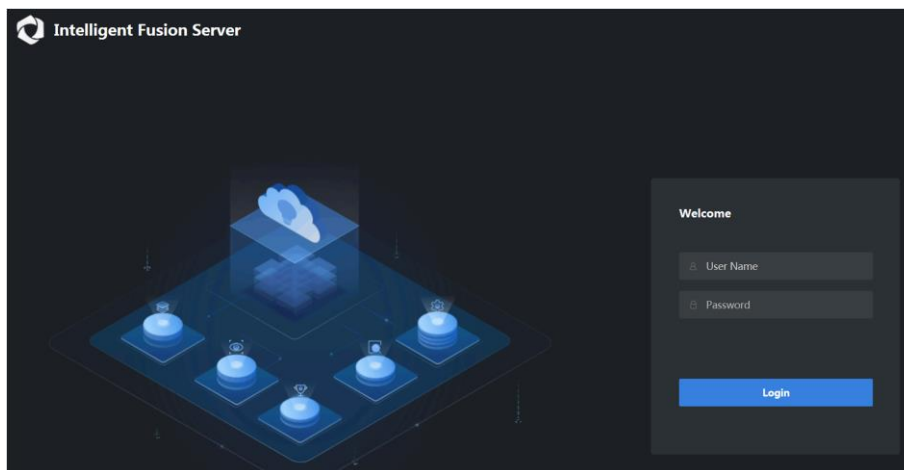 Intelligent Fusion Server
Welcome
User Name
Password
Login